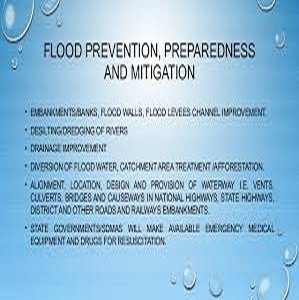 FLOOD PREVENTION, PREPAREDNESS
AND MITIGATION
• EMBANKMENTS/BANKS, FLOOD WALLS, FLOOD LEVEES CHANNEL IMPROVEMENT.
• DESILTING/DREDGING OF RIVERS
• DRAINAGE IMPROVEMENT
• DIVERSION OF FLOOD WATER, CATCHMENT AREA TREATMENT /AFFORESTATION.
• ALIGNMENT, LOCATION, DESIGN AND PROVISION OF WATERWAY I.E. VENTS,
CULVERTS, BRIDGES AND CAUSEWAYS IN NATIONAL HIGHWAYS, STATE HIGHWAYS,
DISTRICT AND OTHER ROADS AND RAILWAYS EMBANKMENTS.
• STATE GOVERNMENTS/SDMAS WILL MAKE AVAILABLE EMERGENCY MEDICAL
EQUIPMENT AND DRUGS FOR RESUSCITATION.